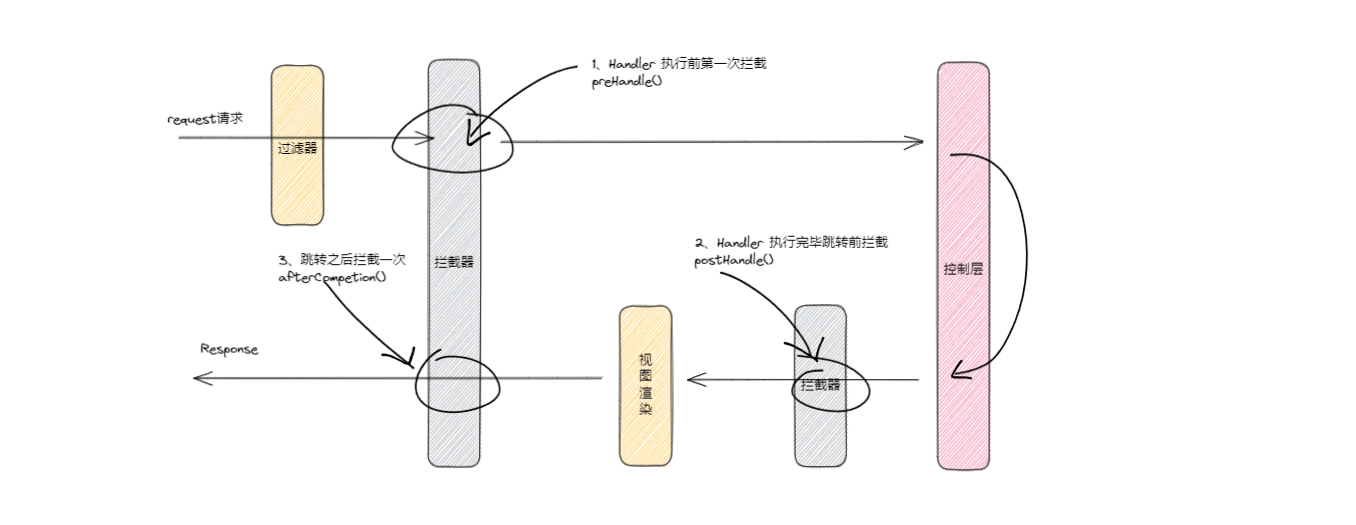 1、Handler 执行前第一次拦截
preHandle()
request请求
过滤器
2、Handler 执行完毕跳转前拦截
postHandle()
3、跳转之后拦截一次
afterCompetion()
拦截器
控制层
Response
视
图
渲
染
拦截器